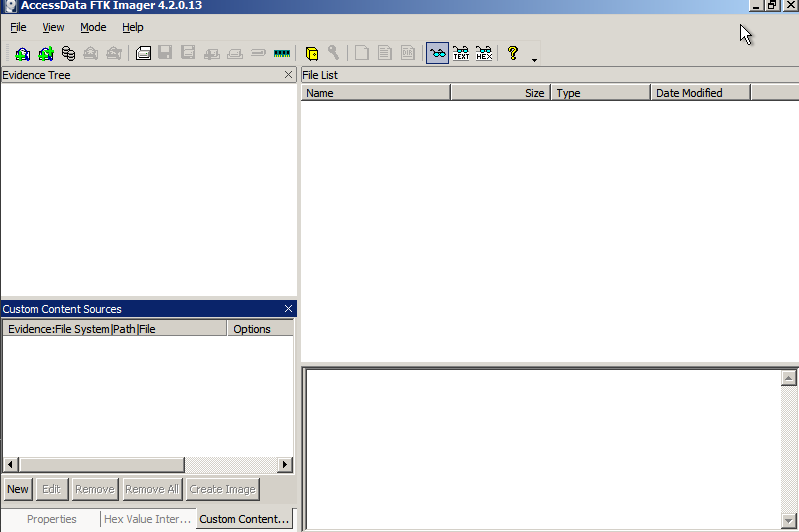 AccessData FTK Imager 4.2.0.13
File View Mode Help
TEXT HEX
Evidence Tree
File List
Name Size Type Date Modified
Custom Content Sources
Evidence:File System|Path|File Options
New Edit Remove Remove All Create Image
Properties Hex Value Inter... Custom Content...